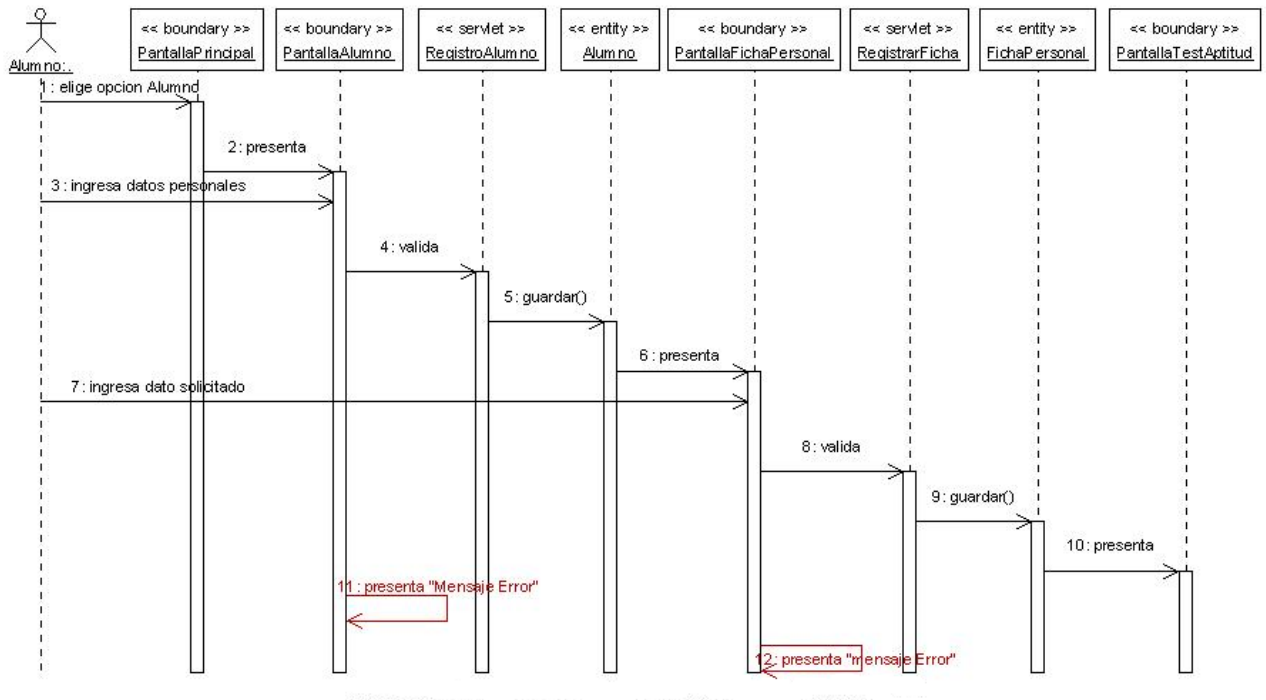 << boundary >>
PantallaPrincipal
<< boundary >>
PantallaAlumno
<< servlet >>
RegistroAlumno
<< entity >>
Alumno
<< boundary >>
PantallaFichaPersonal
<< servlet >>
RegistrarFicha
<< entity >>
FichaPersonal
<< boundary >>
PantallaTestAptitud
Alumno:.
1 : elige opcion Alumno
2 : presenta
3 : ingresa datos personales
4 : valida
5 : guardar()
6 : presenta
7 : ingresa dato solicitado
8 : valida
9 : guardar()
10 : presenta
11 : presenta "Mensaje Error"
12 : presenta "mensaje Error"